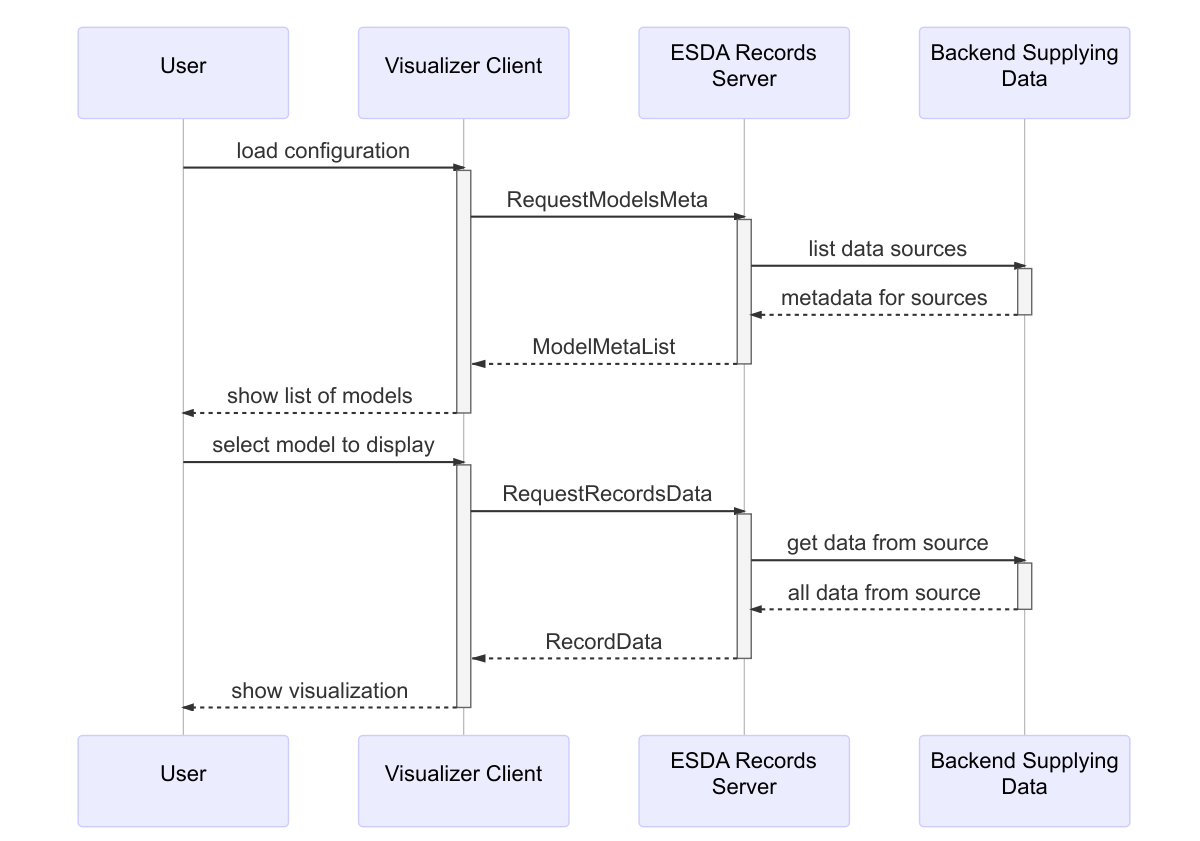 User
Visualizer Client
ESDA Records
Server
Backend Supplying
Data
load configuration
RequestModelsMeta
list data sources
metadata for sources
ModelMetaList
show list of models
select model to display
RequestRecordsData
get data from source
all data from source
RecordData
show visualization
User
Visualizer Client
ESDA Records
Server
Backend Supplying
Data